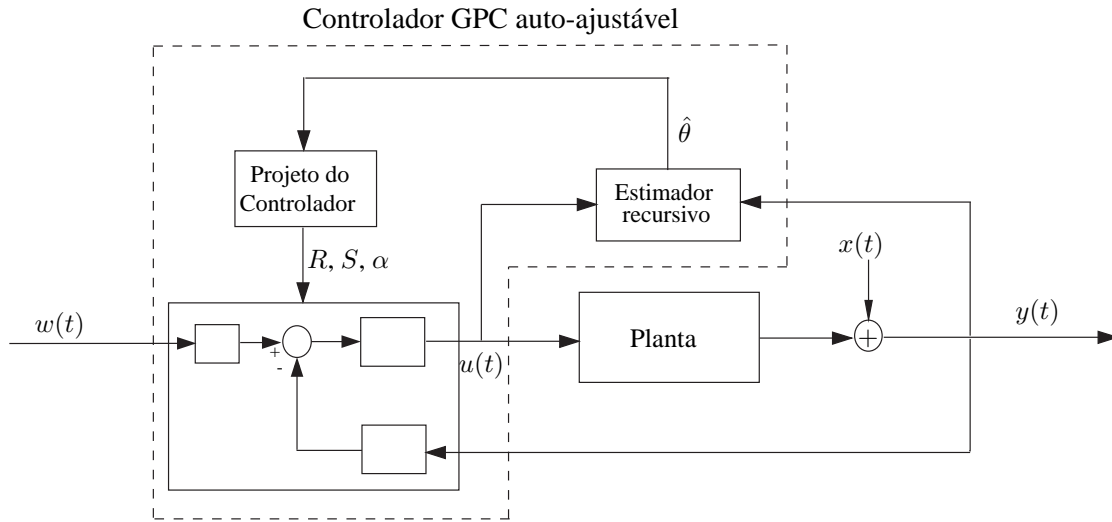 Controlador GPC auto-ajustável
θ̂
Projeto do
Controlador
Estimador
recursivo
R, S, α
x(t)
w(t)
+
-
u(t)
Planta
+
y(t)